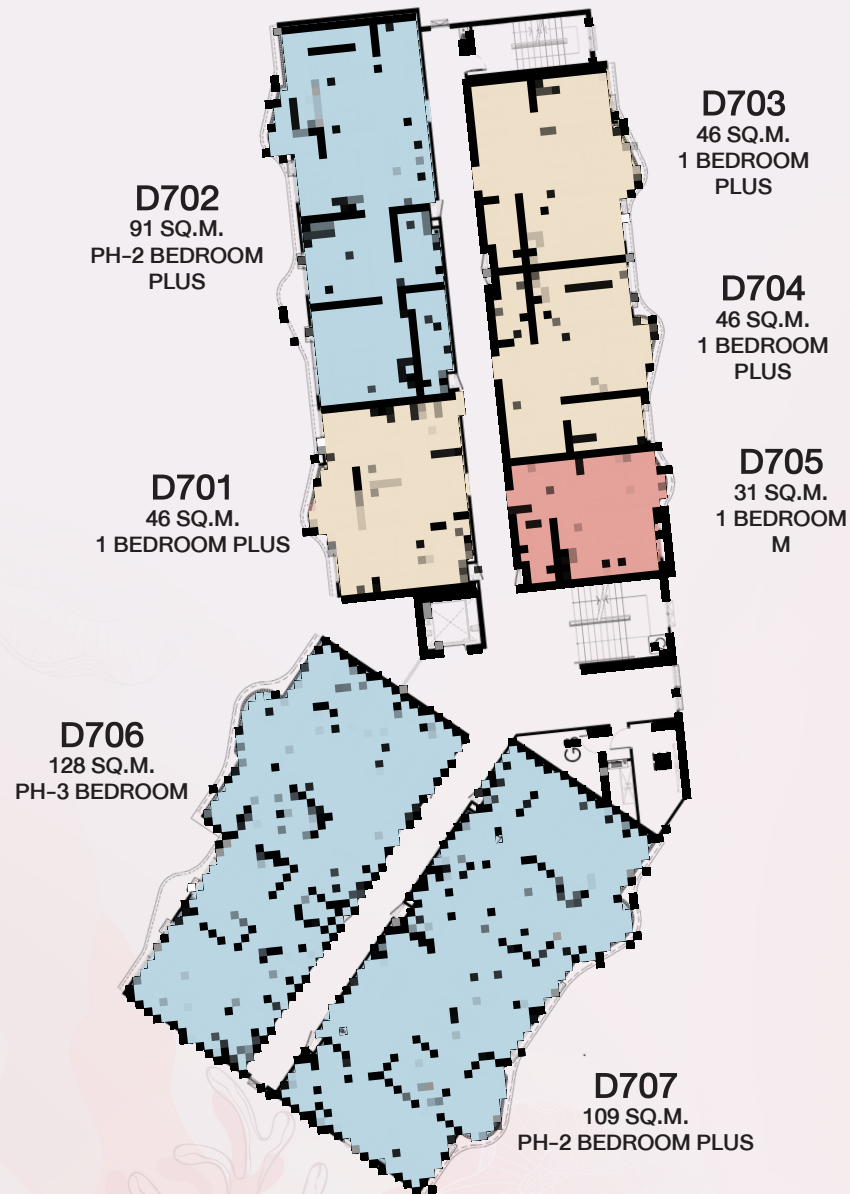 D703
46 SQ.M.
1 BEDROOM
PLUS
D702
91 SQ.M.
PH-2 BEDROOM
PLUS
D704
46 SQ.M.
1 BEDROOM
PLUS
D701
46 SQ.M.
1 BEDROOM PLUS
D705
31 SQ.M.
1 BEDROOM
M
D706
128 SQ.M.
PH-3 BEDROOM
D707
109 SQ.M.
PH-2 BEDROOM PLUS